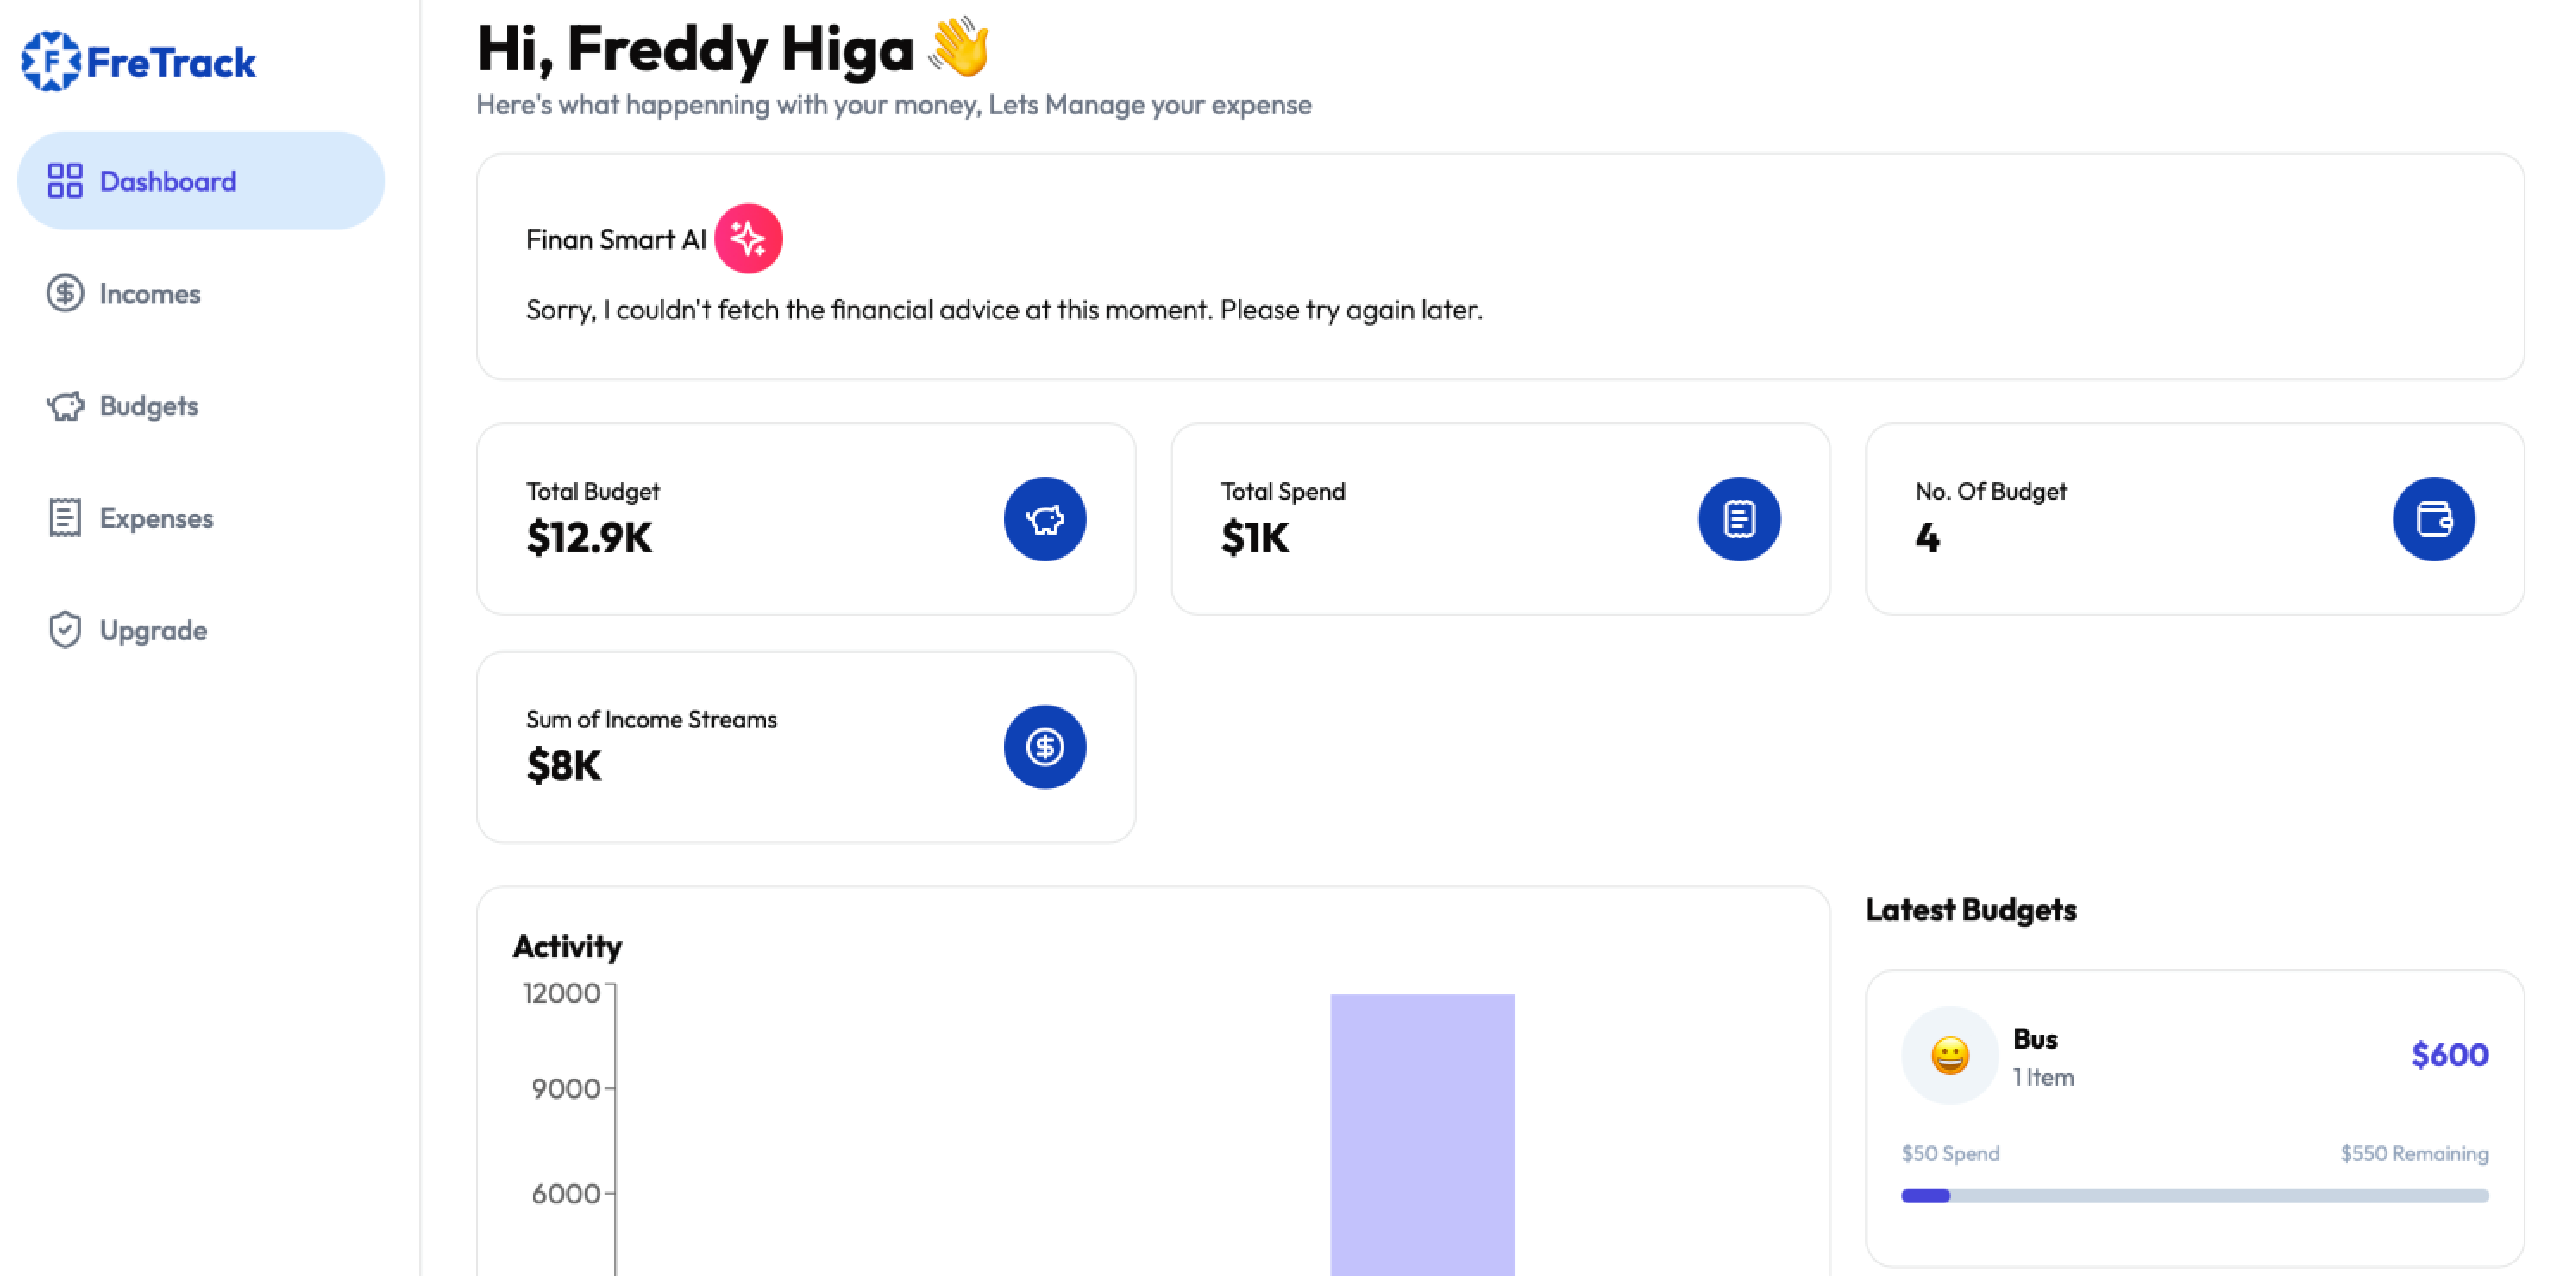 FreTrack
Dashboard
Incomes
Budgets
Expenses
Upgrade
Hi, Freddy Higa 👋
Here's what happenning with your money, Lets Manage your expense
Finan Smart AI
Sorry, I couldn't fetch the financial advice at this moment. Please try again later.
Total Budget
$12.9K
Total Spend
$1K
No. Of Budget
4
Sum of Income Streams
$8K
Activity
12000
9000
6000
Latest Budgets
Bus
1 Item
$600
$50 Spend
$550 Remaining